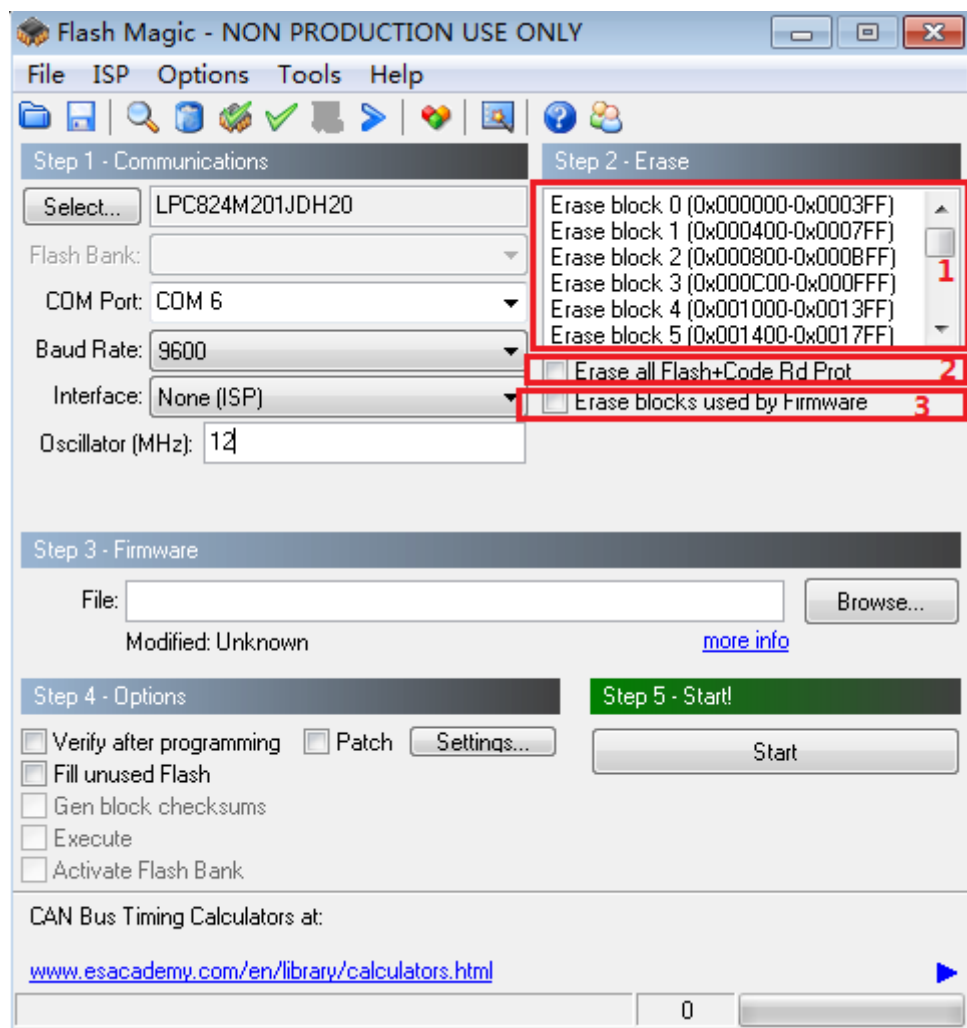 Flash Magic - NON PRODUCTION USE ONLY
File ISP Options Tools Help
Step 1 - Communications
Select... LPC824M201JDH20
Flash Bank:
COM Port: COM 6
Baud Rate: 9600
Interface: None (ISP)
Oscillator (MHz): 12
Step 2 - Erase
Erase block 0 (0x000000-0x0003FF)
Erase block 1 (0x000400-0x0007FF)
Erase block 2 (0x000800-0x000BFF)
Erase block 3 (0x000C00-0x000FFF)
Erase block 4 (0x001000-0x0013FF)
Erase block 5 (0x001400-0x0017FF)
1
Erase all Flash+Code Rd Prot 2
Erase blocks used by Firmware 3
Step 3 - Firmware
File: Browse...
Modified: Unknown more info
Step 4 - Options
Verify after programming Patch Settings...
Fill unused Flash
Gen block checksums
Execute
Activate Flash Bank
Step 5 - Start!
Start
CAN Bus Timing Calculators at:
www.esacademy.com/en/library/calculators.html
0